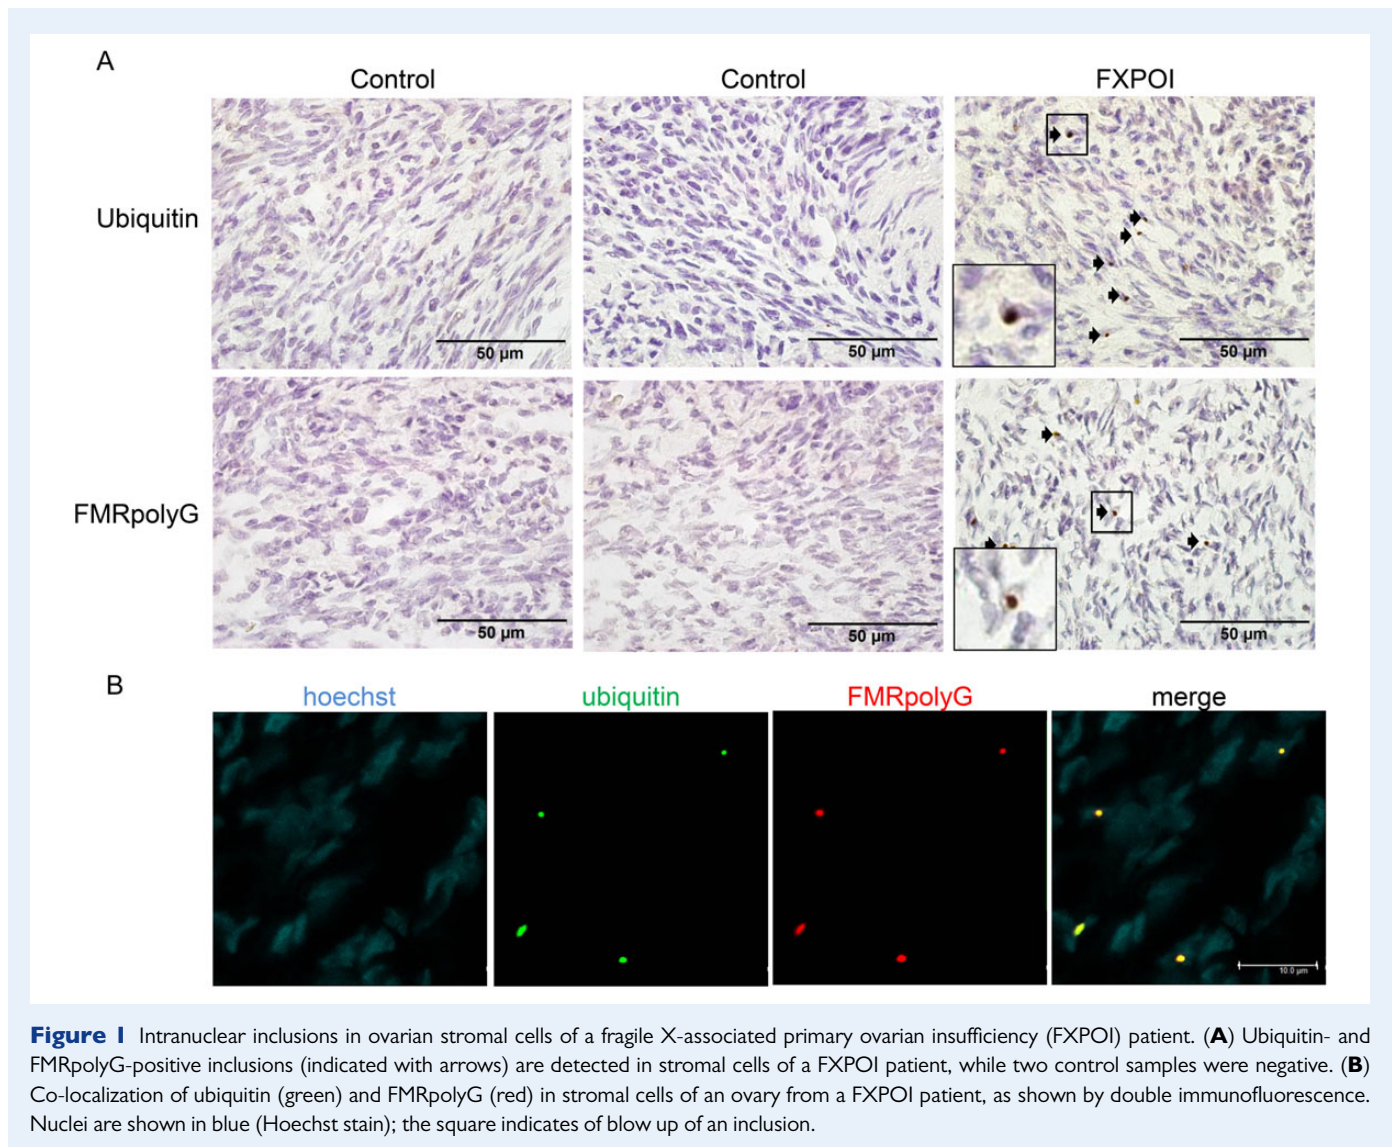 A
Control
Control
FXPOI
Ubiquitin
50 µm
50 µm
50 µm
FMRpolyG
50 µm
50 µm
50 µm
B
hoechst
ubiquitin
FMRpolyG
merge
10.0 µm
Figure 1 Intranuclear inclusions in ovarian stromal cells of a fragile X-associated primary ovarian insufficiency (FXPOI) patient. (A) Ubiquitin- and
FMRpolyG-positive inclusions (indicated with arrows) are detected in stromal cells of a FXPOI patient, while two control samples were negative. (B)
Co-localization of ubiquitin (green) and FMRpolyG (red) in stromal cells of an ovary from a FXPOI patient, as shown by double immunofluorescence.
Nuclei are shown in blue (Hoechst stain); the square indicates of blow up of an inclusion.